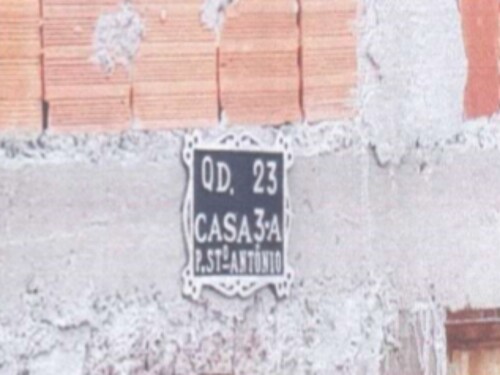 QD. 23
CASA 3-A
P. STº ANTÔNIO